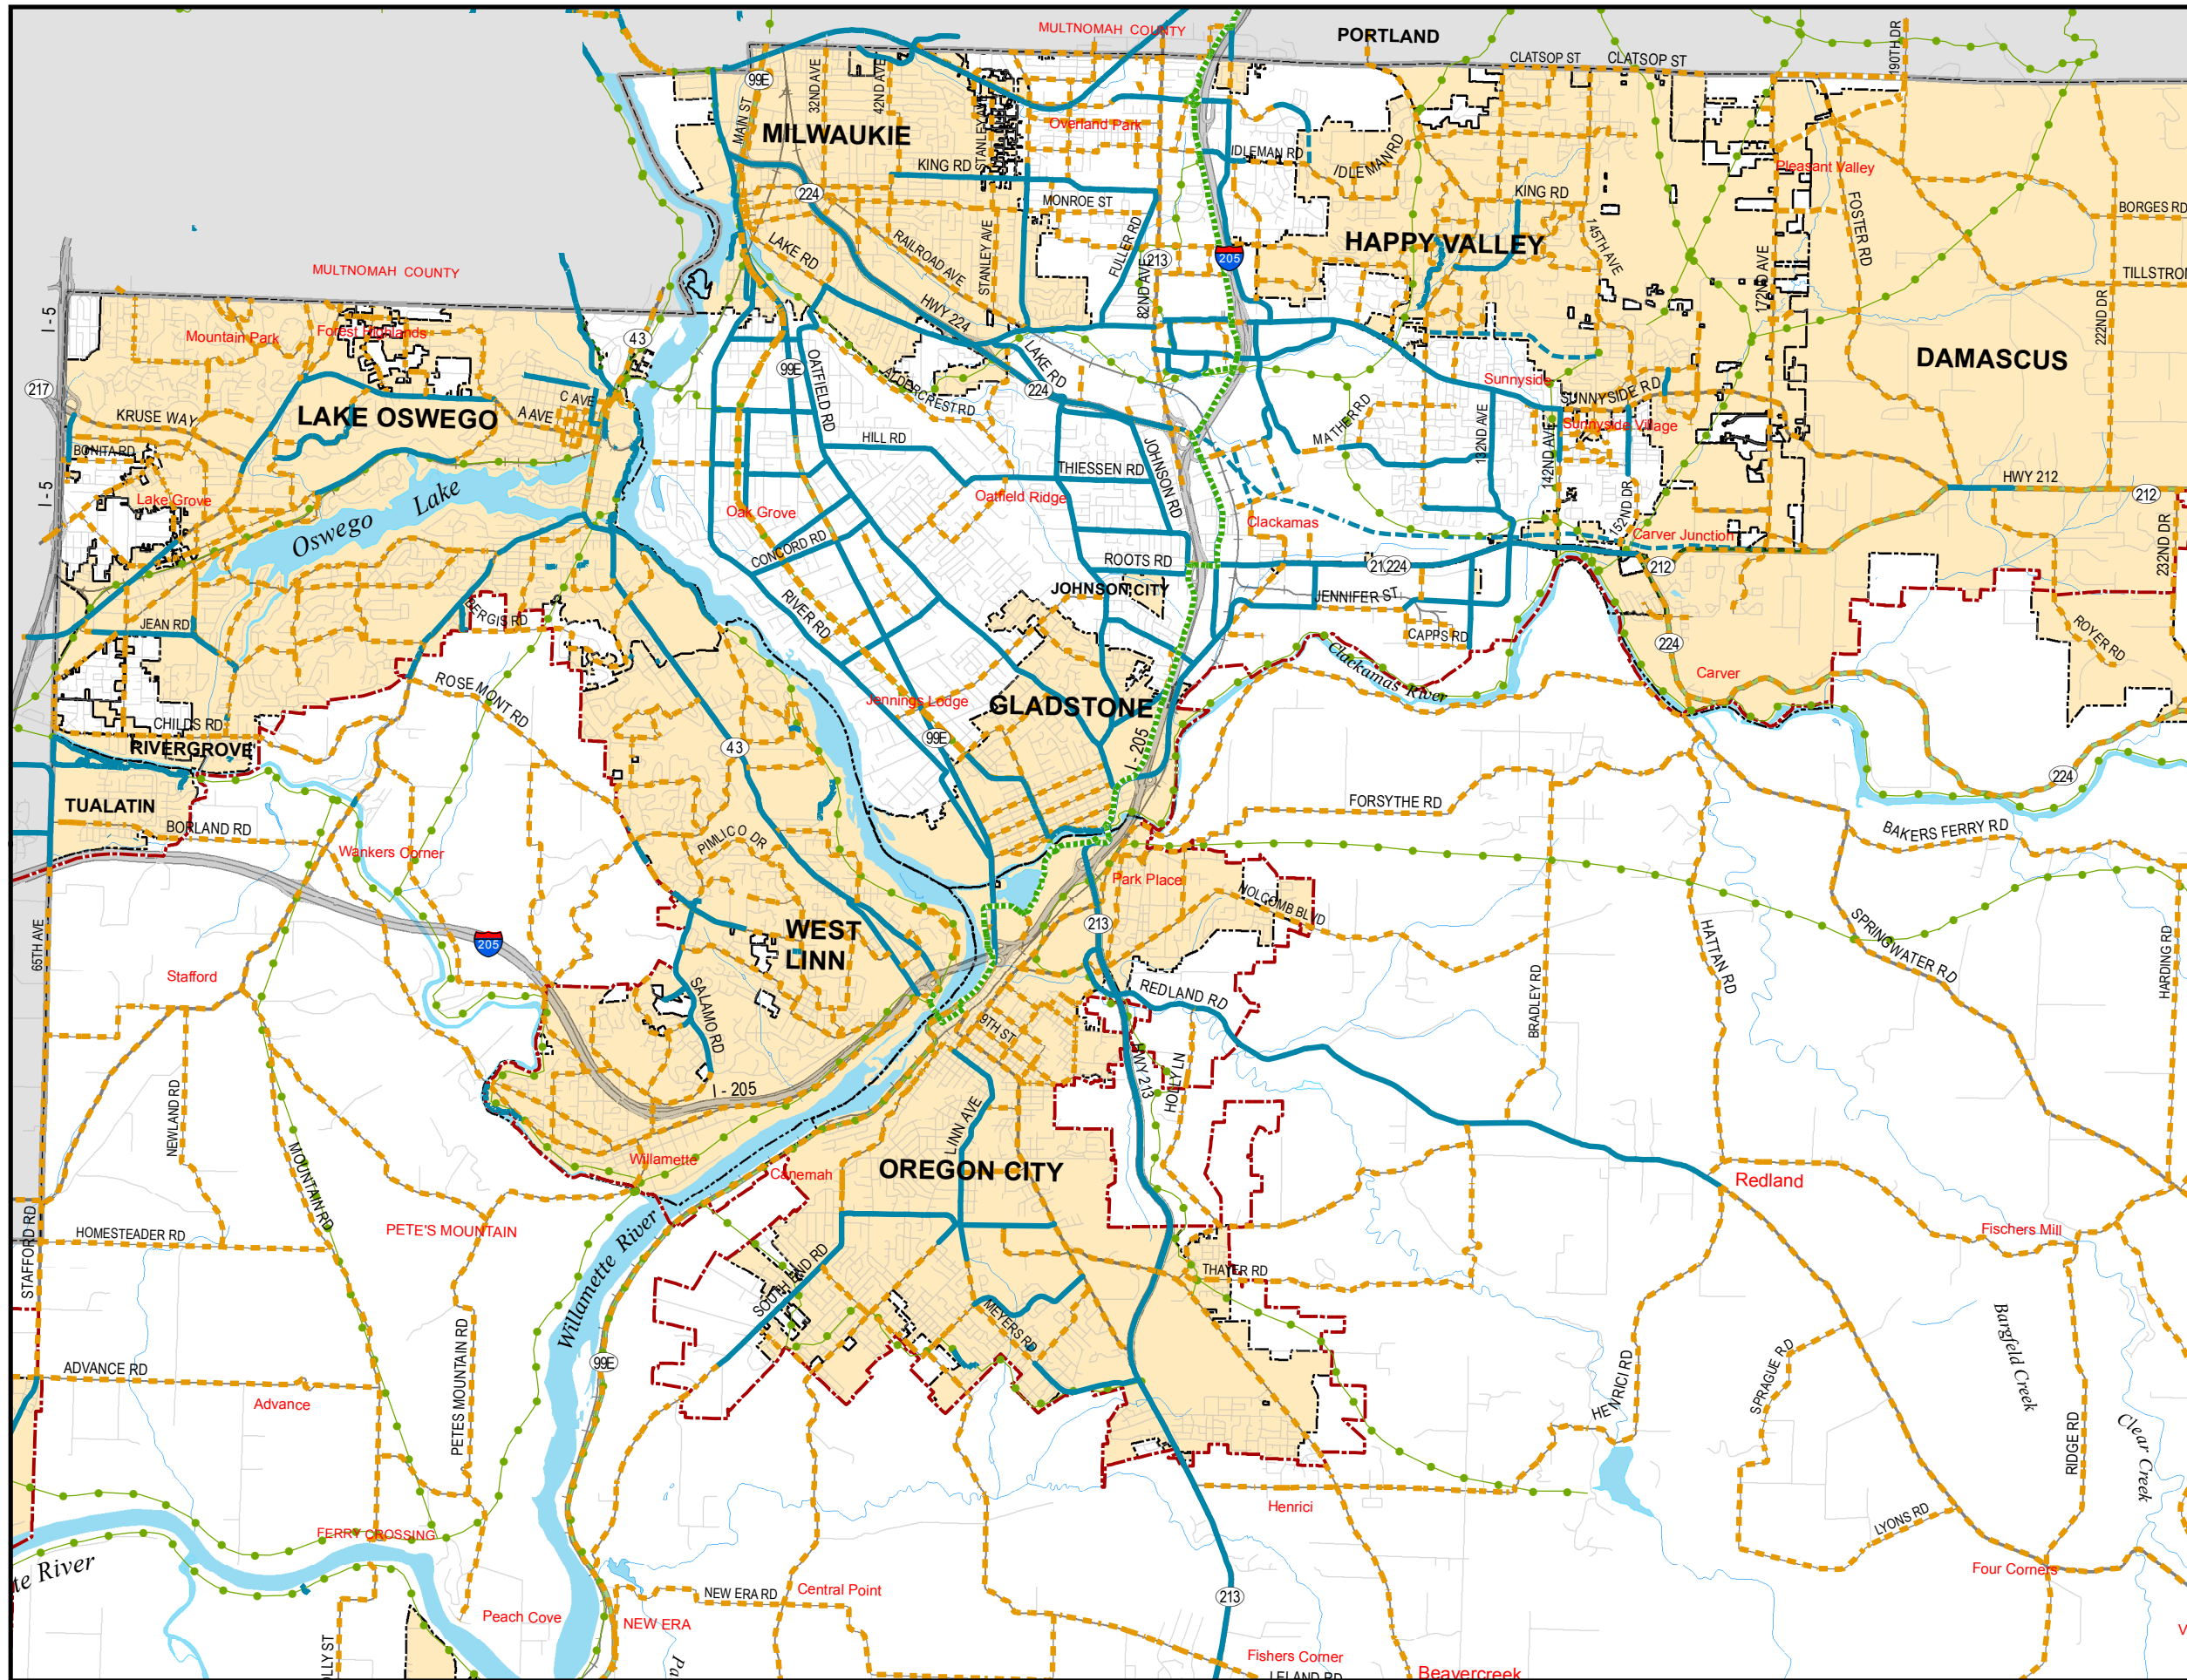 MULTNOMAH COUNTY
PORTLAND
CLATSOP ST
CLATSOP ST
190TH DR
99E
32ND AVE
42ND AVE
MAIN ST
MILWAUKIE
STANLEY AVE
Overland Park
KING RD
IDLEMAN RD
IDLEMAN RD
Pleasant Valley
224
MONROE ST
KING RD
FOSTER RD
BORGES RD
LAKE RD
RAILROAD AVE
STANLEY AVE
FULLER RD
213
82ND AVE
205
HAPPY VALLEY
145TH AVE
172ND AVE
MULTNOMAH COUNTY
HWY 224
222ND DR
I - 5
Mountain Park
Forest Highlands
43
99E
OATFIELD RD
ALDERCREST RD
LAKE RD
224
DAMASCUS
217
KRUSE WAY
LAKE OSWEGO
A AVE
C AVE
Sunnyside
SUNNYSIDE RD
Sunnyside Village
MATHER RD
132ND AVE
142ND AVE
BONITA RD
HILL RD
THIESSEN RD
JOHNSON RD
HWY 212
212
I - 5
Lake Grove
Oswego Lake
Oak Grove
Oatfield Ridge
Clackamas
152ND DR
Carver Junction
232ND DR
CONCORD RD
ROOTS RD
212
JOHNSON CITY
JENNIFER ST
JEAN RD
BERGIS RD
RIVER RD
CAPPS RD
224
ROYER RD
Clackamas River
Carver
ROSEMONT RD
Jennings Lodge
GLADSTONE
CHILDS RD
RIVERGROVE
43
99E
I - 205
224
TUALATIN
BORLAND RD
Wankers Corner
PIMLICO DR
FORSYTHE RD
BAKERS FERRY RD
Park Place
HOLCOMB BLVD
213
65TH AVE
205
WEST
LINN
SPRINGWATER RD
HATTAN RD
HARDING RD
Stafford
SALAMO RD
REDLAND RD
BRADLEY RD
9TH ST
HWY 213
HOLLY LN
I - 205
NEWLAND RD
LINN AVE
MOUNTAIN RD
Willamette
Canemah
OREGON CITY
Redland
STAFFORD RD
HOMESTEADER RD
PETE'S MOUNTAIN
Fischers Mill
Willamette River
SOUTH END RD
THAYER RD
MEYERS RD
99E
PETES MOUNTAIN RD
ADVANCE RD
Advance
HENRICI RD
SPRAGUE RD
Bargfeld Creek
RIDGE RD
Clear Creek
Henrici
LYONS RD
FERRY CROSSING
Four Corners
NEW ERA RD
Central Point
213
Peach Cove
NEW ERA
Fishers Corner
LELAND RD
Beavercreek